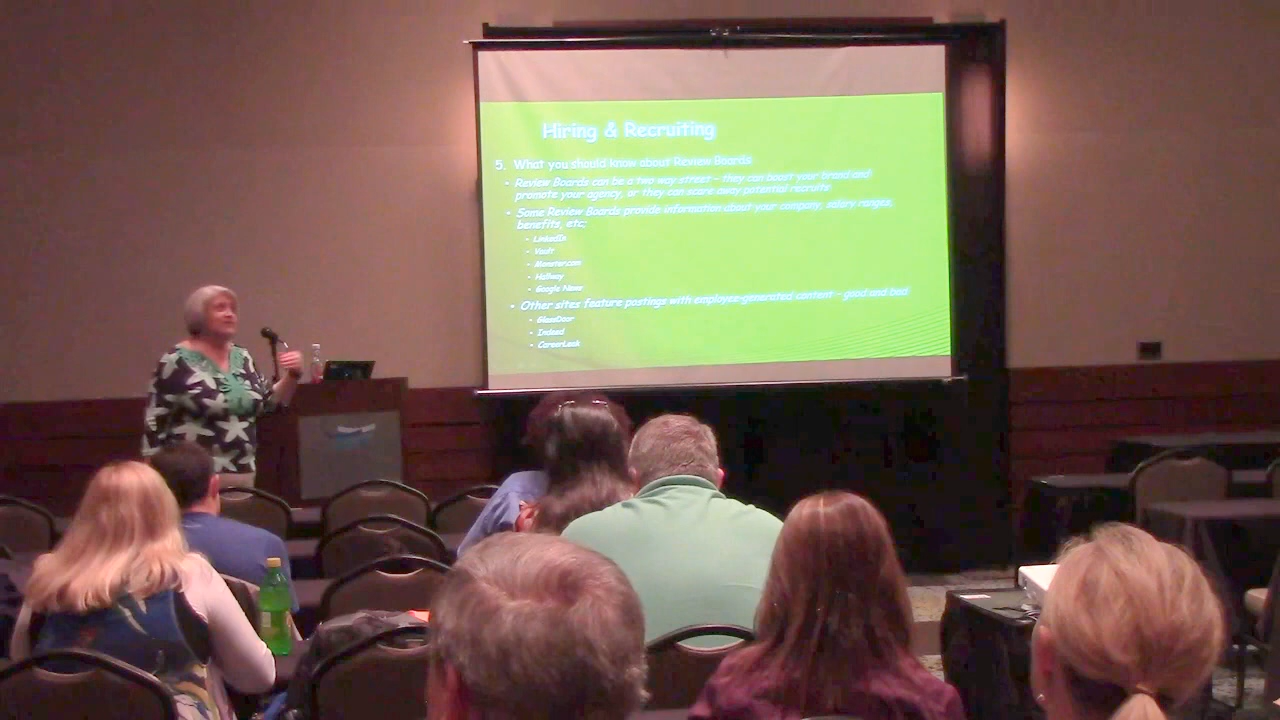 Hiring & Recruiting
5. What you should know about Review Boards
• Review Boards can be a two way street – they can boost your brand and
promote your agency, or they can scare away potential recruits
• Some Review Boards provide information about your company, salary ranges,
benefits, etc;
• LinkedIn
• Vault
• Monster.com
• Hallway
• Google News
• Other sites feature postings with employee-generated content – good and bad
• GlassDoor
• Indeed
• CareerLeak